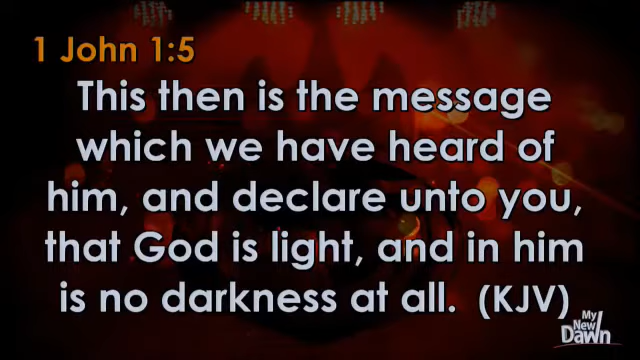 1 John 1:5
This then is the message
which we have heard of
him, and declare unto you,
that God is light, and in him
is no darkness at all. (KJV)
My
New
Dawn